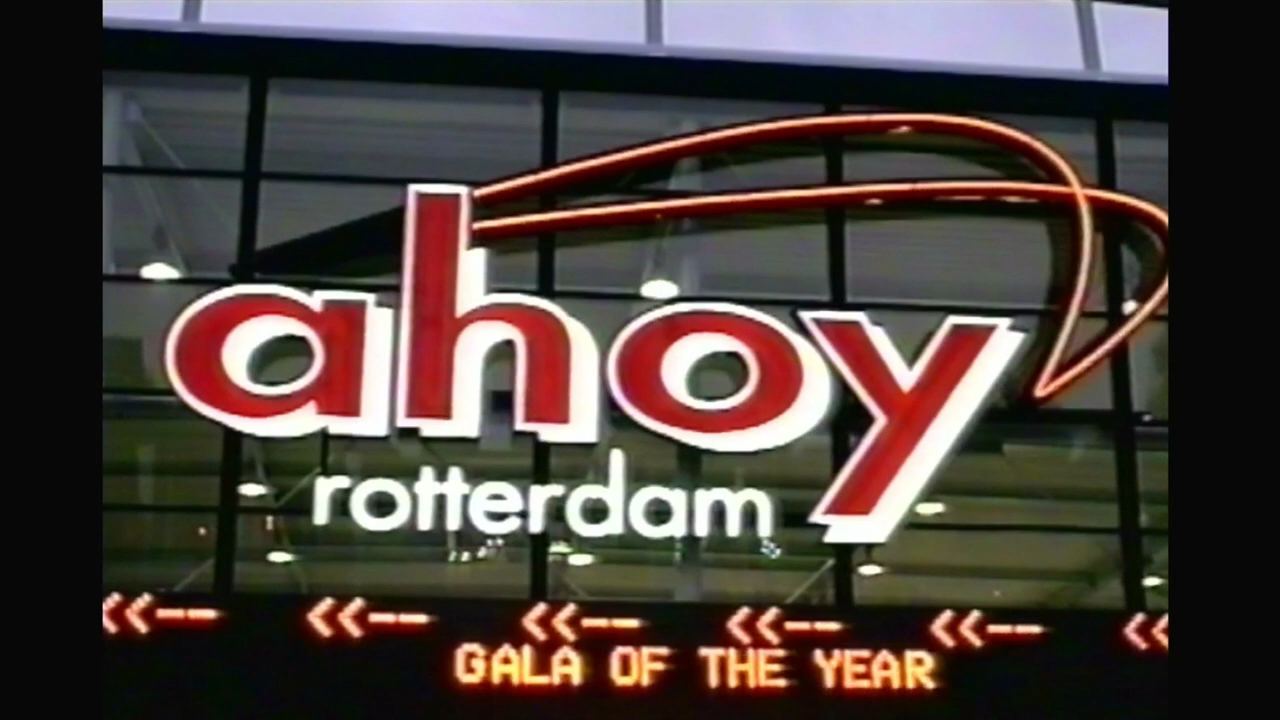 ahoy
rotterdam
<<-- <<-- <<-- <<-- <<-- <<
GALA OF THE YEAR